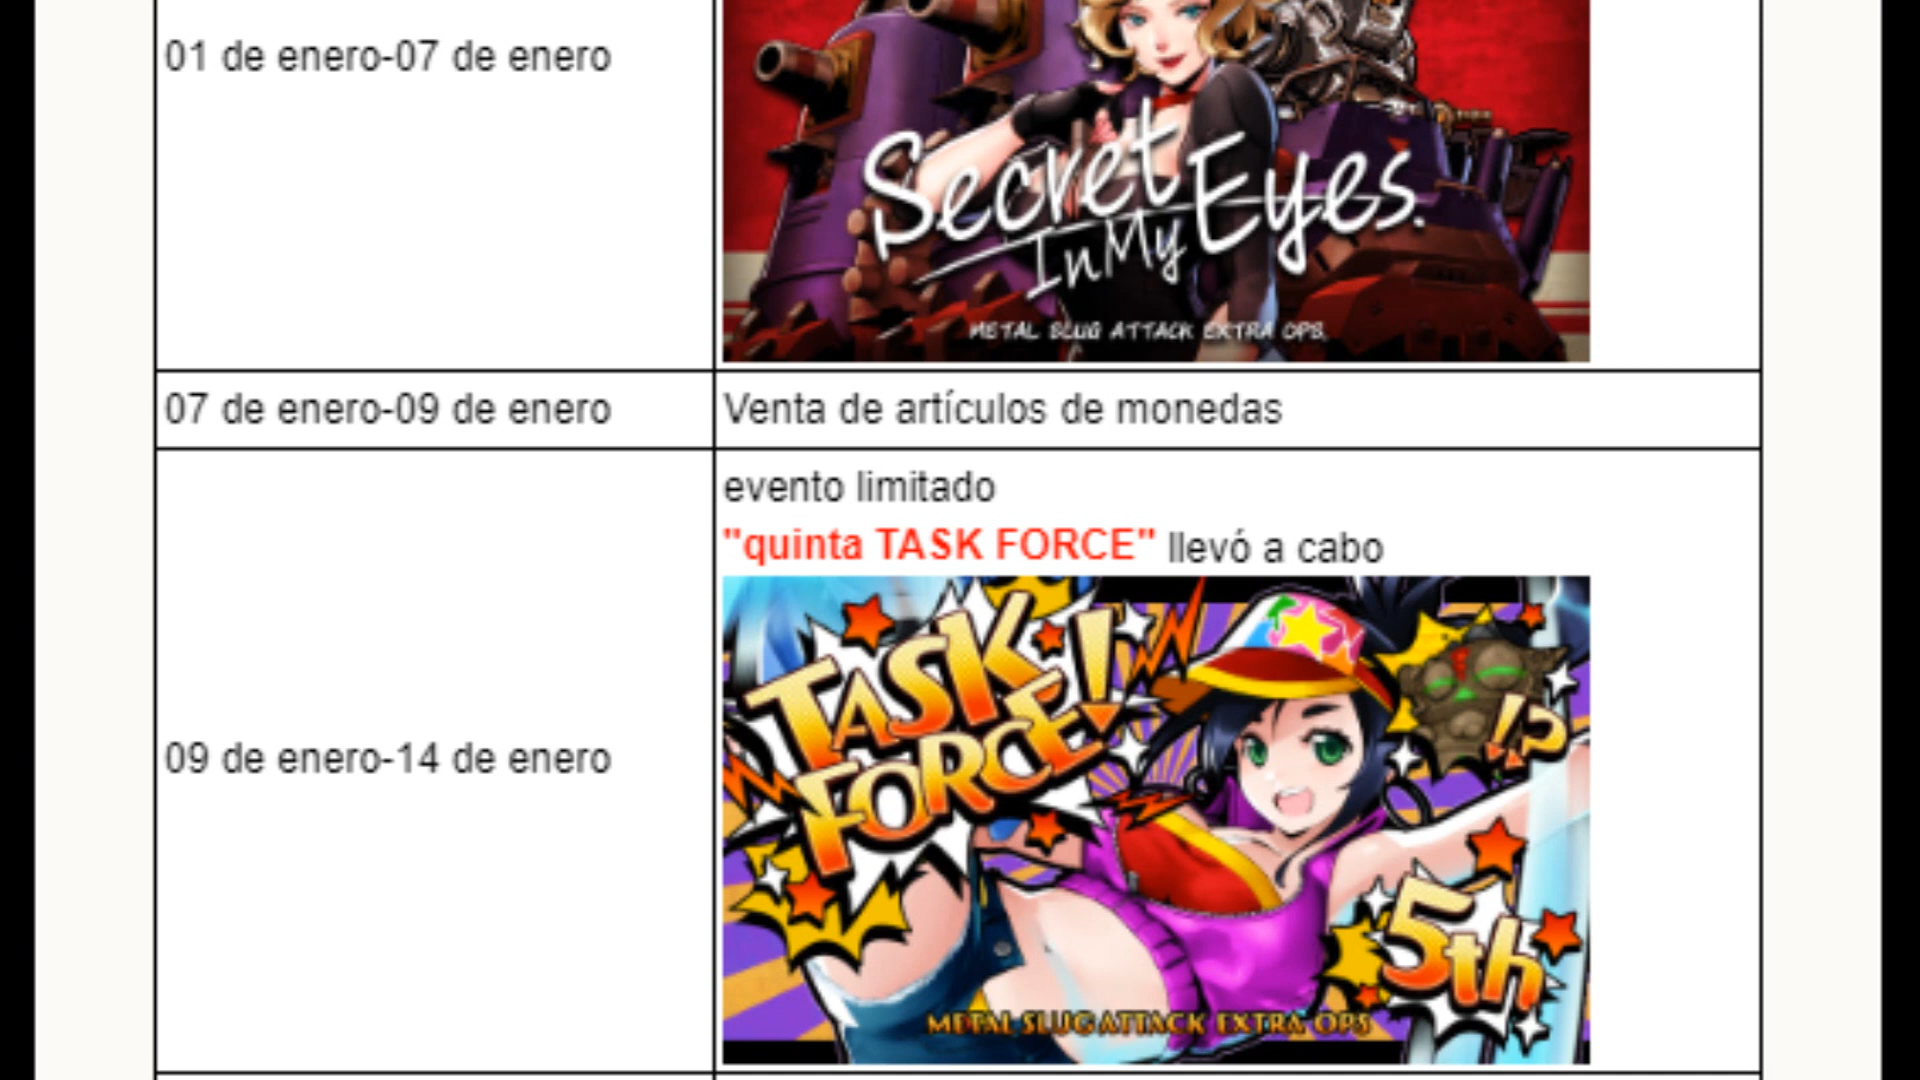 01 de enero-07 de enero
Secret
In My Eyes.
METAL SLUG ATTACK EXTRA OPS
07 de enero-09 de enero
Venta de artículos de monedas
09 de enero-14 de enero
evento limitado
"quinta TASK FORCE" llevó a cabo
TASK
FORCE!
!?
5th
METAL SLUG ATTACK EXTRA OPS